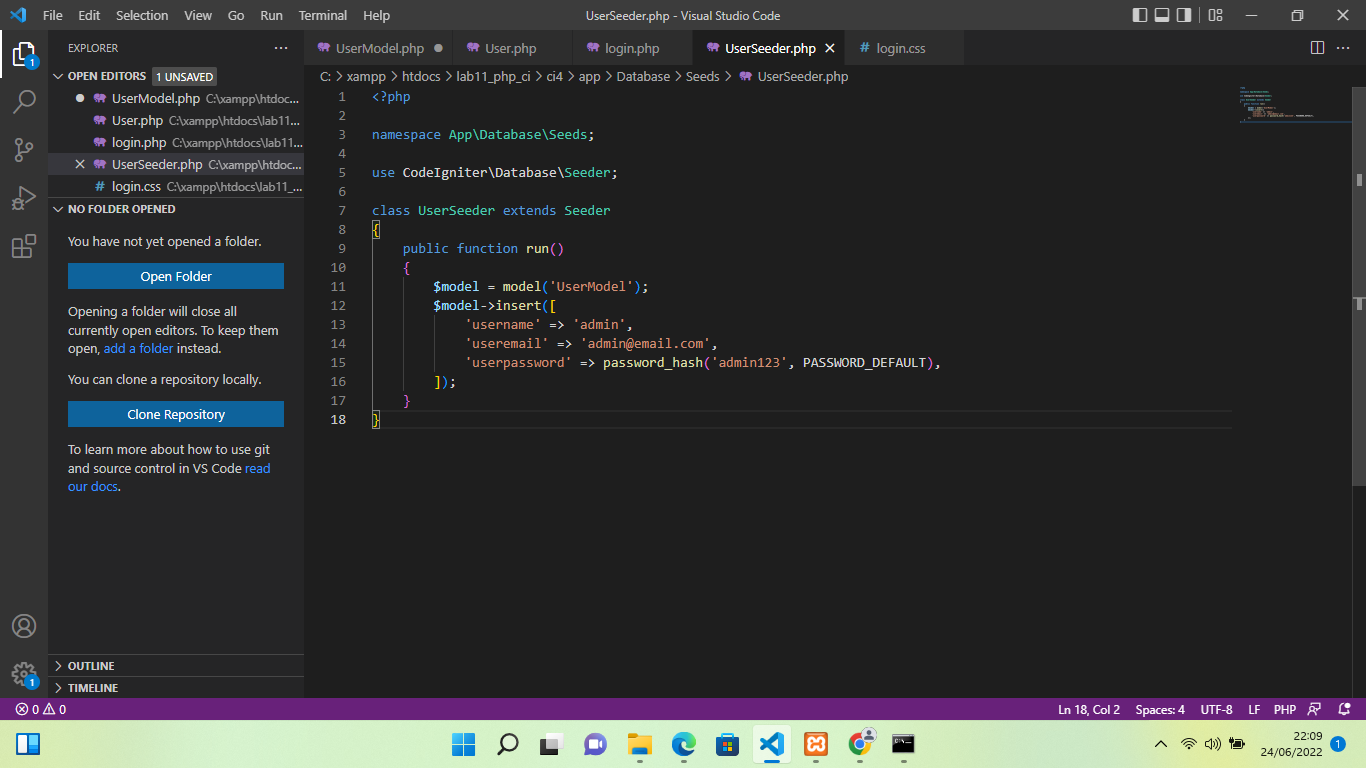 File Edit Selection View Go Run Terminal Help
UserSeeder.php - Visual Studio Code
EXPLORER
OPEN EDITORS 1 UNSAVED
UserModel.php C:\xampp\htdoc...
User.php C:\xampp\htdocs\lab11...
login.php C:\xampp\htdocs\lab11...
UserSeeder.php C:\xampp\htdoc...
login.css C:\xampp\htdocs\lab11_...
NO FOLDER OPENED
You have not yet opened a folder.
Open Folder
Opening a folder will close all
currently open editors. To keep them
open, add a folder instead.
You can clone a repository locally.
Clone Repository
To learn more about how to use git
and source control in VS Code read
our docs.
OUTLINE
TIMELINE
UserModel.php User.php login.php UserSeeder.php login.css
C: > xampp > htdocs > lab11_php_ci > ci4 > app > Database > Seeds > UserSeeder.php
1 <?php
2
3 namespace App\Database\Seeds;
4
5 use CodeIgniter\Database\Seeder;
6
7 class UserSeeder extends Seeder
8 {
9     public function run()
10     {
11         $model = model('UserModel');
12         $model->insert([
13             'username' => 'admin',
14             'useremail' => 'admin@email.com',
15             'userpassword' => password_hash('admin123', PASSWORD_DEFAULT),
16         ]);
17     }
18 }
1
1
0 0
Ln 18, Col 2 Spaces: 4 UTF-8 LF PHP
22:09
24/06/2022
1